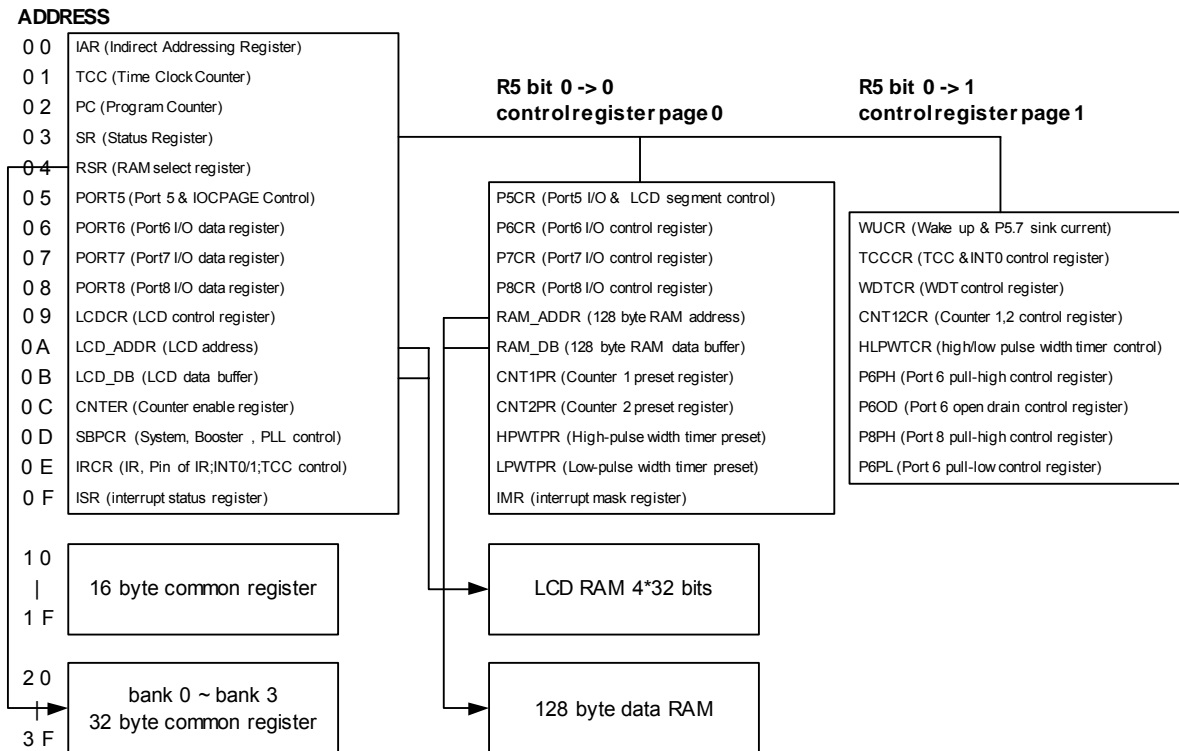 ADDRESS
0 0 IAR (Indirect Addressing Register)
0 1 TCC (Time Clock Counter)
0 2 PC (Program Counter)
0 3 SR (Status Register)
0 4 RSR (RAM select register)
0 5 PORT5 (Port 5 & IOCPAGE Control)
0 6 PORT6 (Port6 I/O data register)
0 7 PORT7 (Port7 I/O data register)
0 8 PORT8 (Port8 I/O data register)
0 9 LCDCR (LCD control register)
0 A LCD_ADDR (LCD address)
0 B LCD_DB (LCD data buffer)
0 C CNTER (Counter enable register)
0 D SBPCR (System, Booster , PLL control)
0 E IRCR (IR, Pin of IR;INT0/1;TCC control)
0 F ISR (interrupt status register)
1 0
|
1 F
16 byte common register
2 0
|
3 F
bank 0 ~ bank 3
32 byte common register
R5 bit 0 -> 0
control register page 0
P5CR (Port5 I/O & LCD segment control)
P6CR (Port6 I/O control register)
P7CR (Port7 I/O control register)
P8CR (Port8 I/O control register)
RAM_ADDR (128 byte RAM address)
RAM_DB (128 byte RAM data buffer)
CNT1PR (Counter 1 preset register)
CNT2PR (Counter 2 preset register)
HPWTPR (High-pulse width timer preset)
LPWTPR (Low-pulse width timer preset)
IMR (interrupt mask register)
LCD RAM 4*32 bits
128 byte data RAM
R5 bit 0 -> 1
control register page 1
WUCR (Wake up & P5.7 sink current)
TCCCR (TCC & INT0 control register)
WDTCR (WDT control register)
CNT12CR (Counter 1,2 control register)
HLPWTCR (high/low pulse width timer control)
P6PH (Port 6 pull-high control register)
P6OD (Port 6 open drain control register)
P8PH (Port 8 pull-high control register)
P6PL (Port 6 pull-low control register)